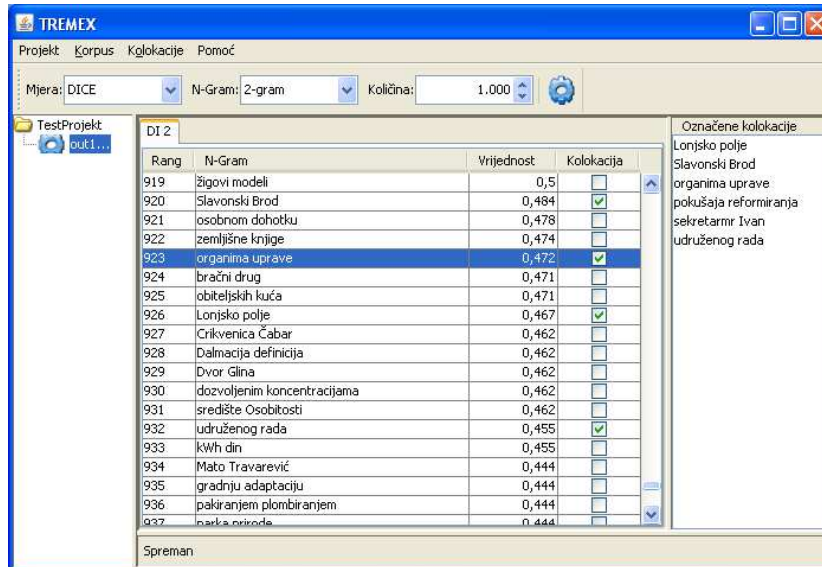 TREMEX
Projekt Korpus Kolokacije Pomoć
Mjera: DICE N-Gram: 2-gram Količina: 1.000
TestProjekt
out1...
DI 2
Rang N-Gram Vrijednost Kolokacija
919 žigovi modeli 0,5
920 Slavonski Brod 0,484
921 osobnom dohotku 0,478
922 zemljišne knjige 0,474
923 organima uprave 0,472
924 bračni drug 0,471
925 obiteljskih kuća 0,471
926 Lonjsko polje 0,467
927 Crikvenica Čabar 0,462
928 Dalmacija definicija 0,462
929 Dvor Glina 0,462
930 dozvoljenim koncentracijama 0,462
931 središte Osobitosti 0,462
932 udruženog rada 0,455
933 kWh din 0,455
934 Mato Travarević 0,444
935 gradnju adaptaciju 0,444
936 pakiranjem plombiranjem 0,444
937 parka prirode 0,444
Označene kolokacije
Lonjsko polje
Slavonski Brod
organima uprave
pokušaja reformiranja
sekretarmr Ivan
udruženog rada
Spreman